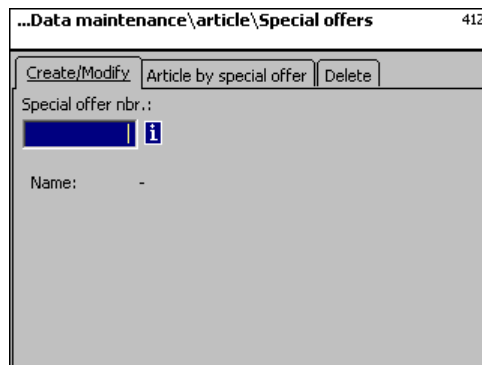 ...Data maintenance\article\Special offers 412
Create/Modify Article by special offer Delete
Special offer nbr.:
i
Name: -